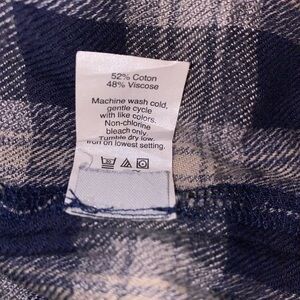 52% Coton
48% Viscose
Machine wash cold,
gentle cycle
with like colors.
Non-chlorine
bleach only.
Tumble dry low.
Iron on lowest setting.